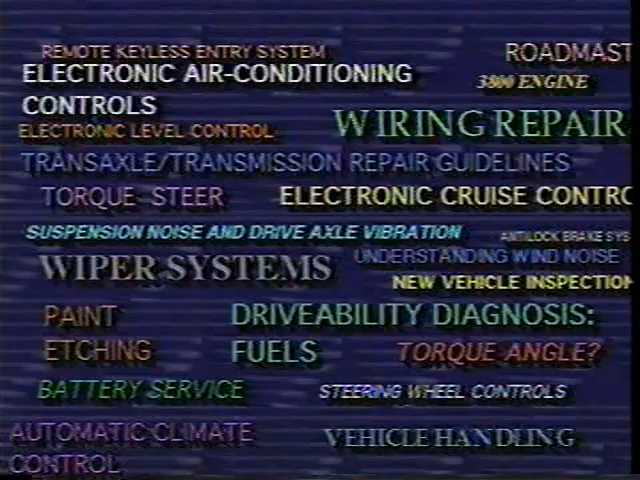 REMOTE KEYLESS ENTRY SYSTEM
ROADMAST
ELECTRONIC AIR-CONDITIONING
CONTROLS
3800 ENGINE
ELECTRONIC LEVEL CONTROL
WIRING REPAIR
TRANSAXLE/TRANSMISSION REPAIR GUIDELINES
TORQUE STEER
ELECTRONIC CRUISE CONTRO
SUSPENSION NOISE AND DRIVE AXLE VIBRATION
ANTILOCK BRAKE SYS
WIPER SYSTEMS
UNDERSTANDING WIND NOISE
NEW VEHICLE INSPECTION
PAINT
ETCHING
DRIVEABILITY DIAGNOSIS:
FUELS
TORQUE ANGLE?
BATTERY SERVICE
STEERING WHEEL CONTROLS
AUTOMATIC CLIMATE
CONTROL
VEHICLE HANDLING